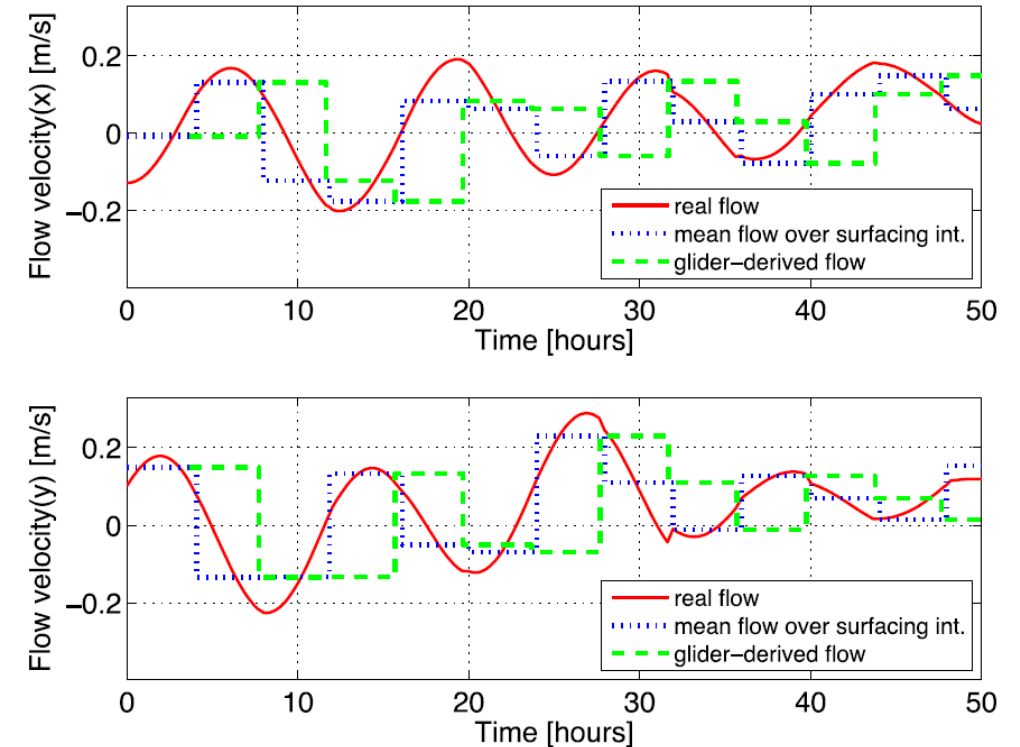 Flow velocity(x) [m/s]
0.2
0
−0.2
real flow
mean flow over surfacing int.
glider−derived flow
0 10 20 30 40 50
Time [hours]
Flow velocity(y) [m/s]
0.2
0
−0.2
real flow
mean flow over surfacing int.
glider−derived flow
0 10 20 30 40 50
Time [hours]